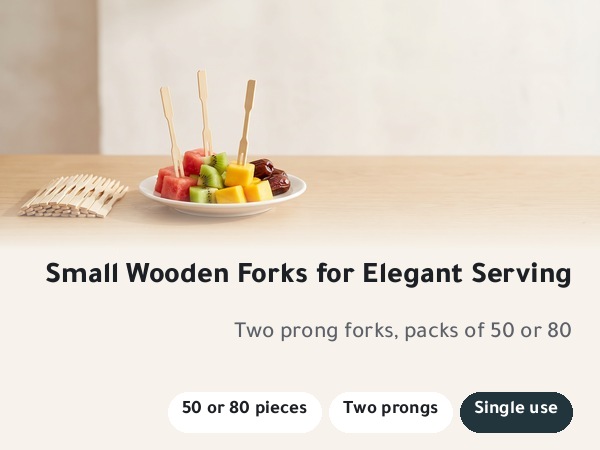 Small Wooden Forks for Elegant Serving
Two prong forks, packs of 50 or 80
50 or 80 pieces
Two prongs
Single use